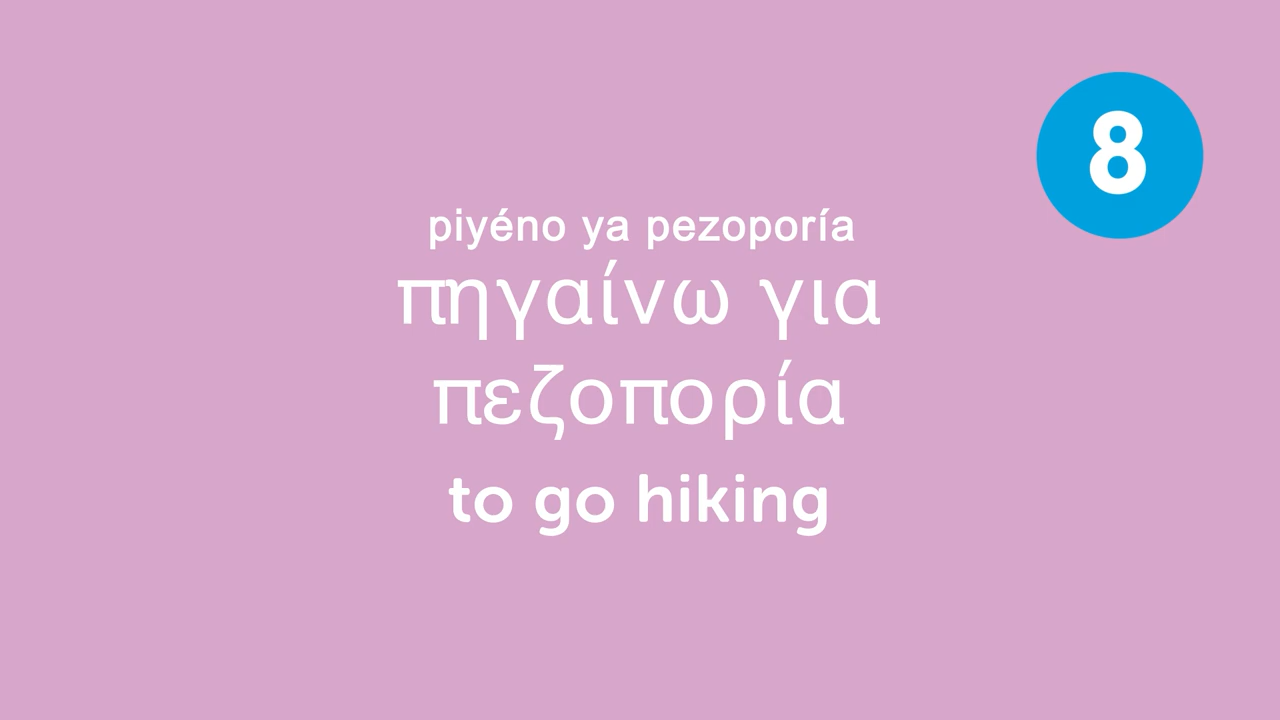 8
piyéno ya pezoporía
πηγαίνω για
πεζοπορία
to go hiking